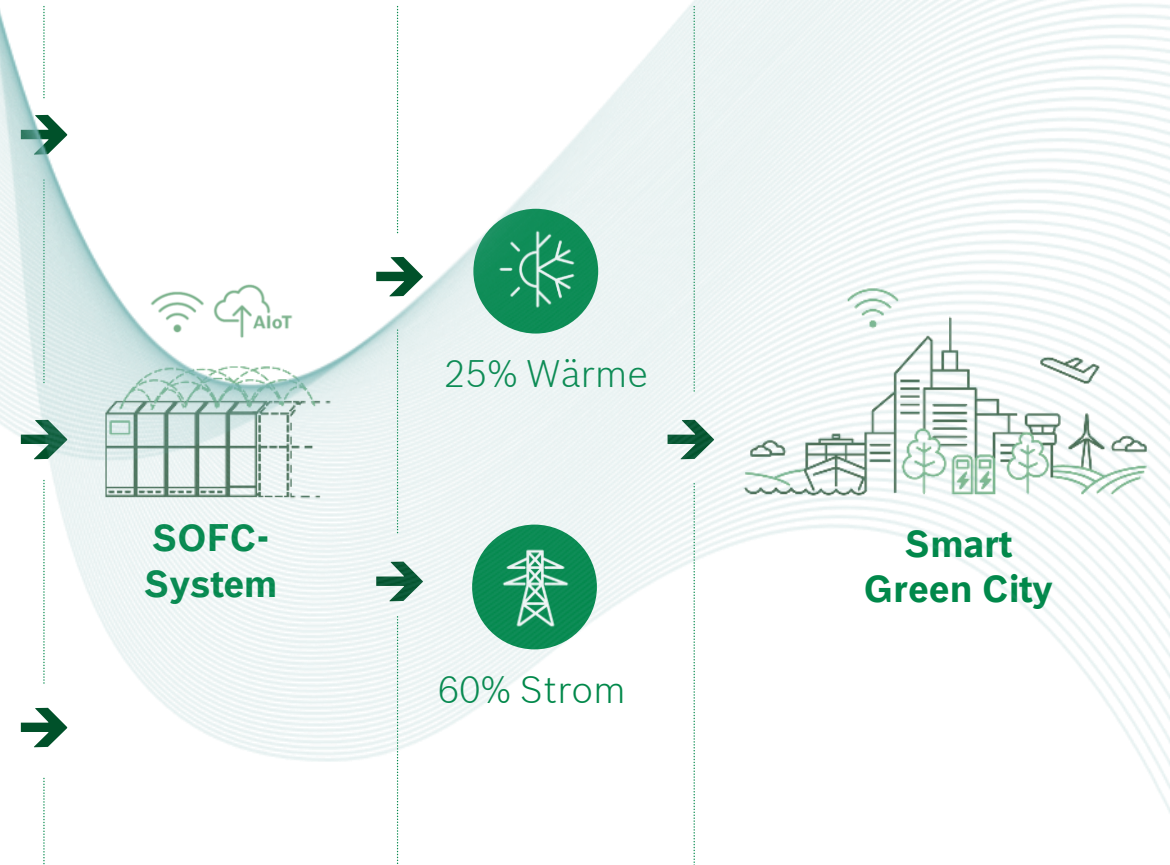 AIoT
SOFC-
System
25% Wärme
60% Strom
Smart
Green City